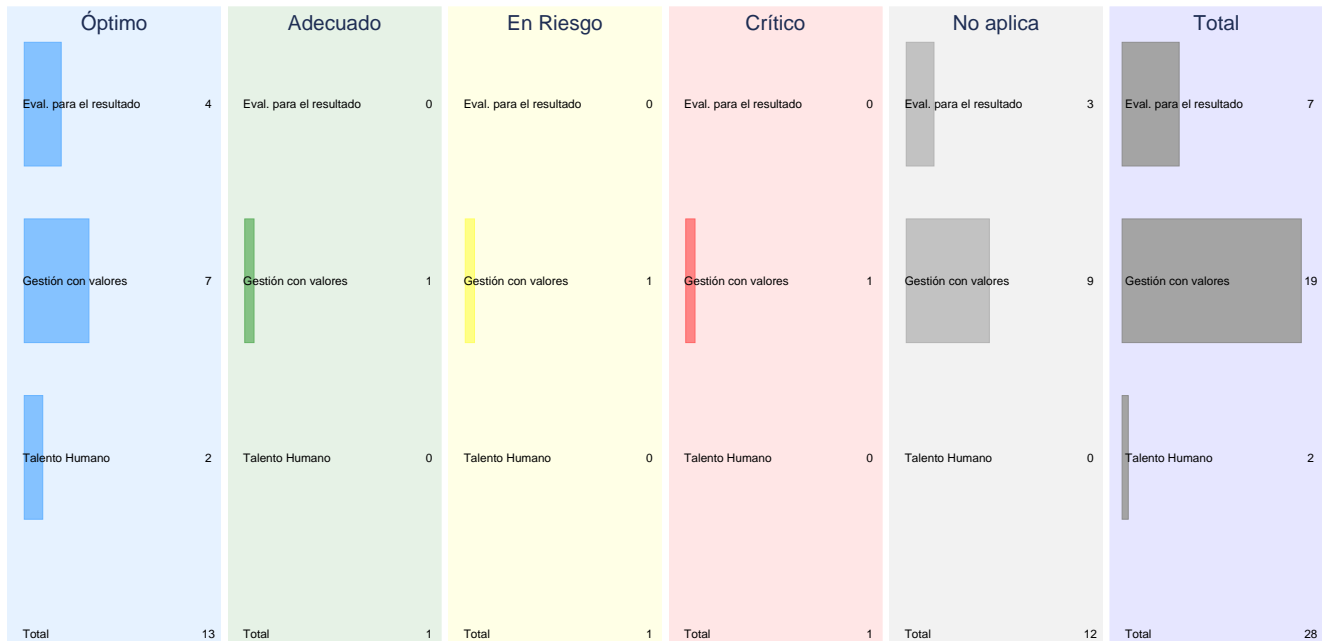 Óptimo Adecuado En Riesgo Crítico No aplica Total
Eval. para el resultado 4 Eval. para el resultado 0 Eval. para el resultado 0 Eval. para el resultado 0 Eval. para el resultado 3 Eval. para el resultado 7
Gestión con valores 7 Gestión con valores 1 Gestión con valores 1 Gestión con valores 1 Gestión con valores 9 Gestión con valores 19
Talento Humano 2 Talento Humano 0 Talento Humano 0 Talento Humano 0 Talento Humano 0 Talento Humano 2
Total 13 Total 1 Total 1 Total 1 Total 12 Total 28